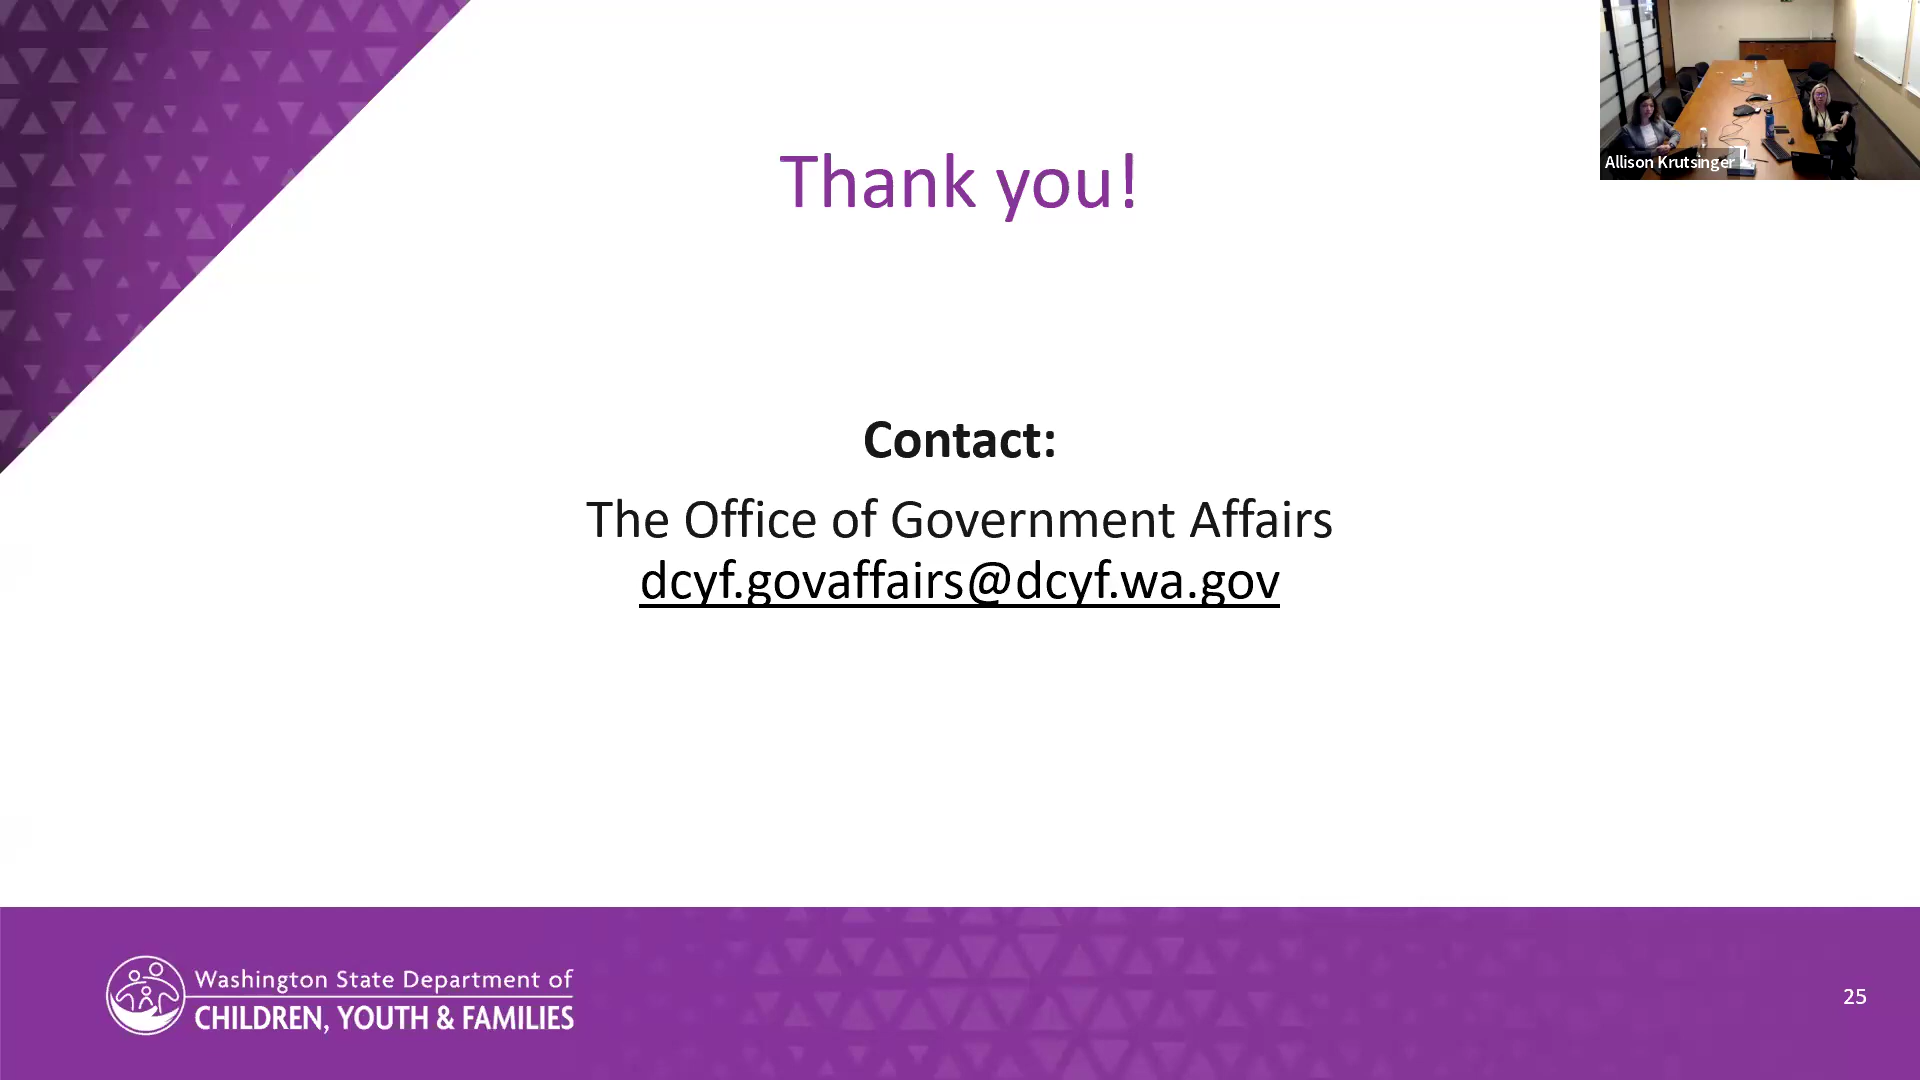 Thank you!
Allison Krutsinger
Contact:
The Office of Government Affairs
dcyf.govaffairs@dcyf.wa.gov
Washington State Department of
CHILDREN, YOUTH & FAMILIES
25